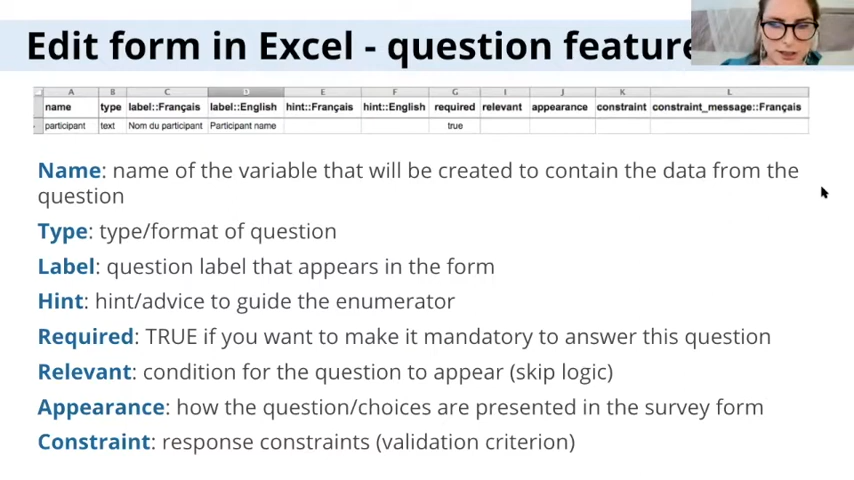 Edit form in Excel - question feature
A B C D E F G I J K L
name type label::Français label::English hint::Français hint::English required relevant appearance constraint constraint_message::Français
participant text Nom du participant Participant name true
Name: name of the variable that will be created to contain the data from the
question
Type: type/format of question
Label: question label that appears in the form
Hint: hint/advice to guide the enumerator
Required: TRUE if you want to make it mandatory to answer this question
Relevant: condition for the question to appear (skip logic)
Appearance: how the question/choices are presented in the survey form
Constraint: response constraints (validation criterion)